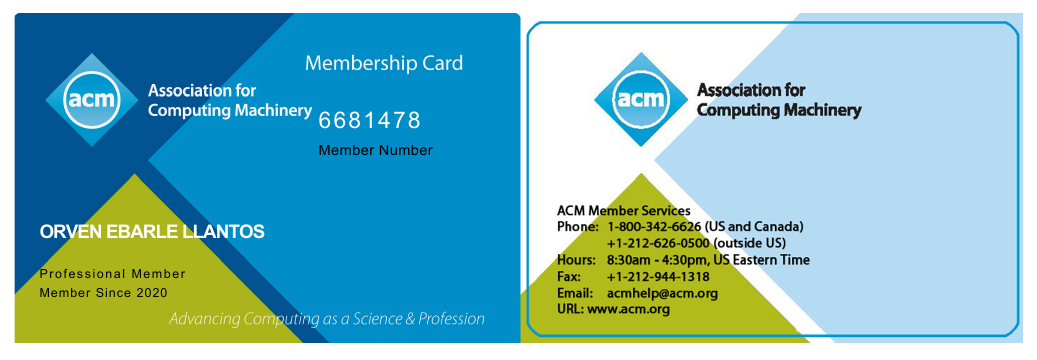 Membership Card
acm
Association for
Computing Machinery
6681478
Member Number
ORVEN EBARLE LLANTOS
Professional Member
Member Since 2020
Advancing Computing as a Science & Profession
acm
Association for
Computing Machinery
ACM Member Services
Phone: 1-800-342-6626 (US and Canada)
+1-212-626-0500 (outside US)
Hours: 8:30am - 4:30pm, US Eastern Time
Fax: +1-212-944-1318
Email: acmhelp@acm.org
URL: www.acm.org